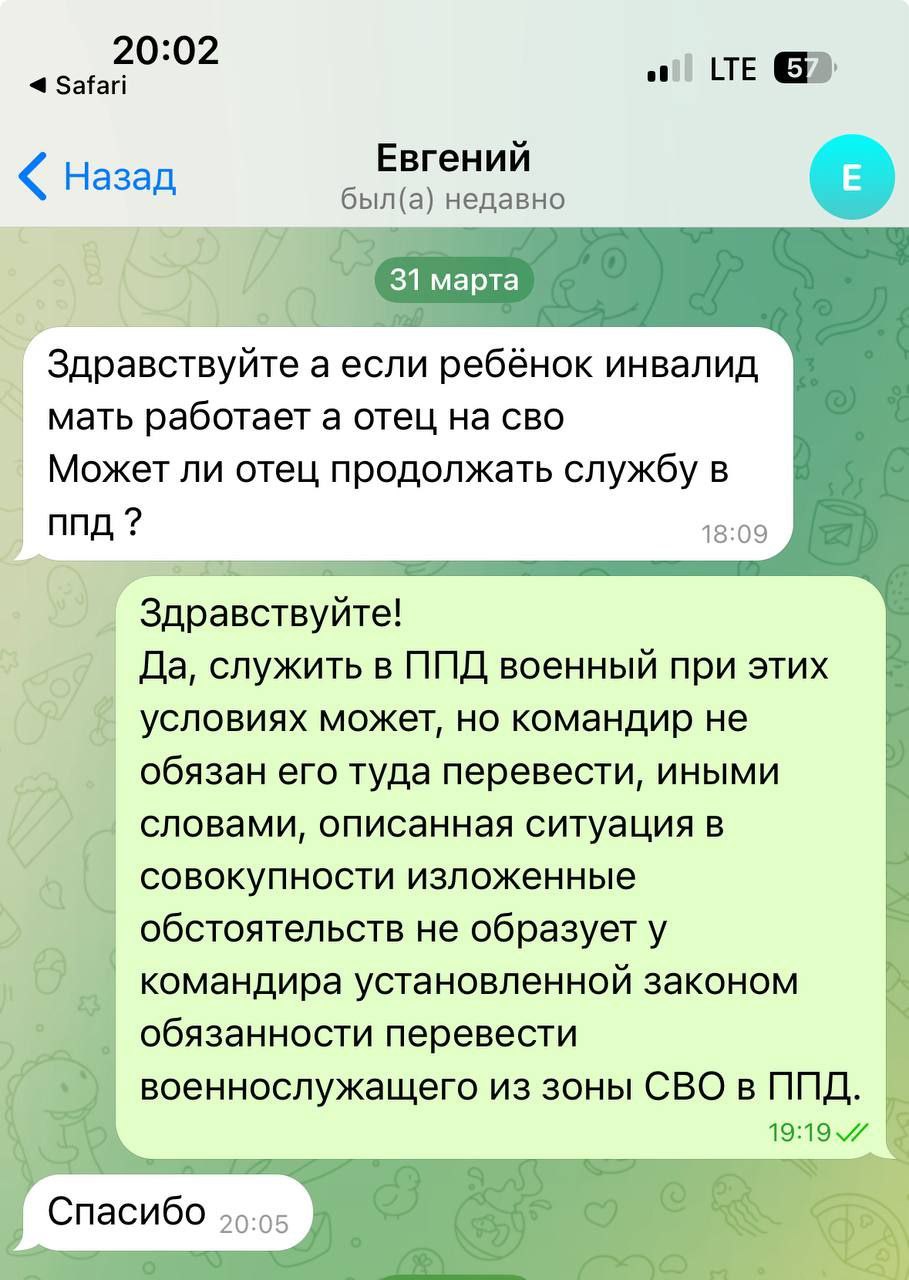 20:02
◀ Safari
LTE 57
Назад
Евгений
был(а) недавно
Е
31 марта
Здравствуйте а если ребёнок инвалид
мать работает а отец на сво
Может ли отец продолжать службу в
ппд ?
18:09
Здравствуйте!
Да, служить в ППД военный при этих
условиях может, но командир не
обязан его туда перевести, иными
словами, описанная ситуация в
совокупности изложенные
обстоятельств не образует у
командира установленной законом
обязанности перевести
военнослужащего из зоны СВО в ППД.
19:19
Спасибо 20:05